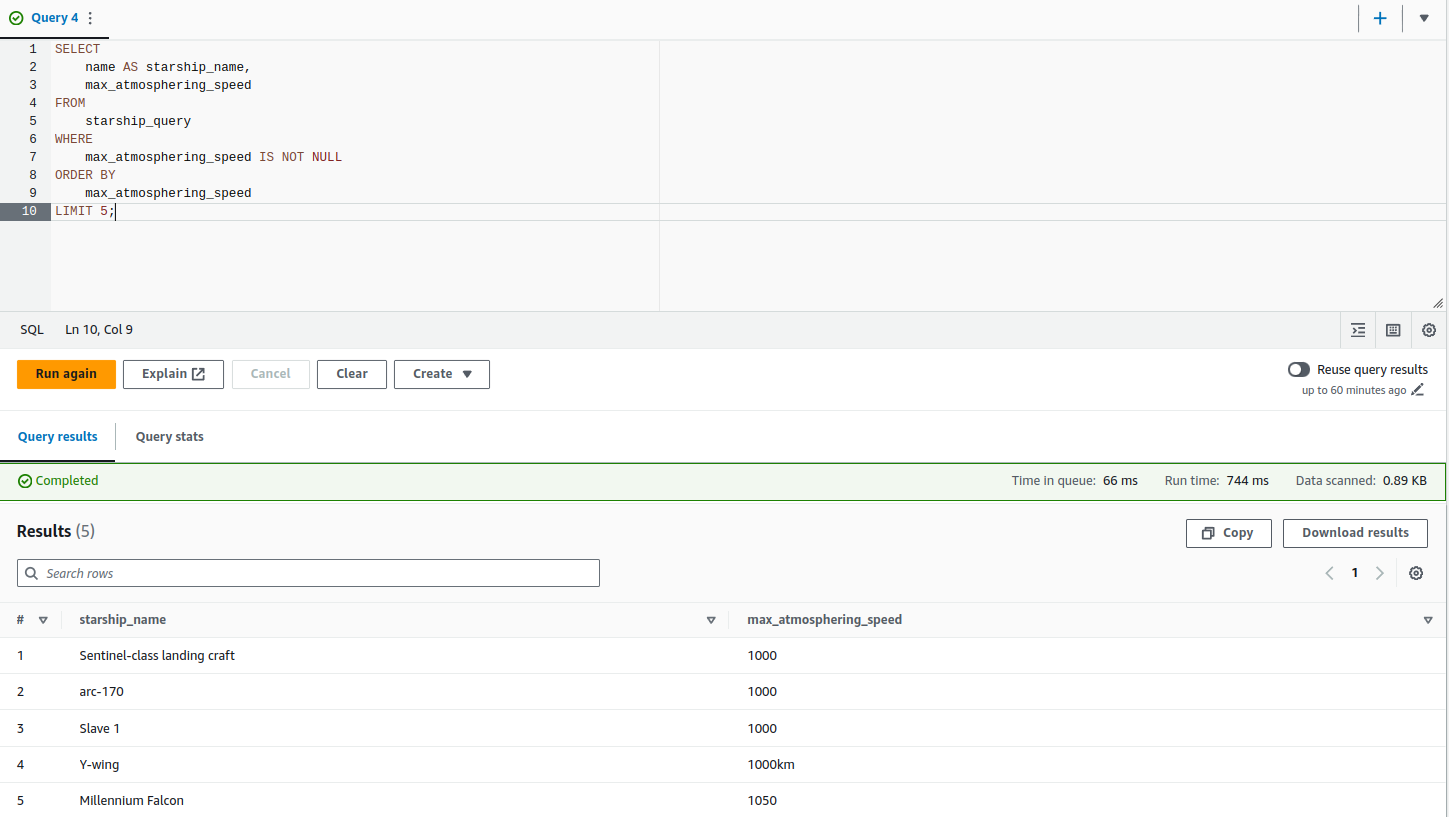 Query 4
1 SELECT
2 name AS starship_name,
3 max_atmosphering_speed
4 FROM
5 starship_query
6 WHERE
7 max_atmosphering_speed IS NOT NULL
8 ORDER BY
9 max_atmosphering_speed
10 LIMIT 5;
SQL Ln 10, Col 9
Run again Explain Cancel Clear Create Reuse query results
up to 60 minutes ago
Query results Query stats
Completed Time in queue: 66 ms Run time: 744 ms Data scanned: 0.89 KB
Results (5) Copy Download results
Search rows 1
# starship_name max_atmosphering_speed
1 Sentinel-class landing craft 1000
2 arc-170 1000
3 Slave 1 1000
4 Y-wing 1000km
5 Millennium Falcon 1050